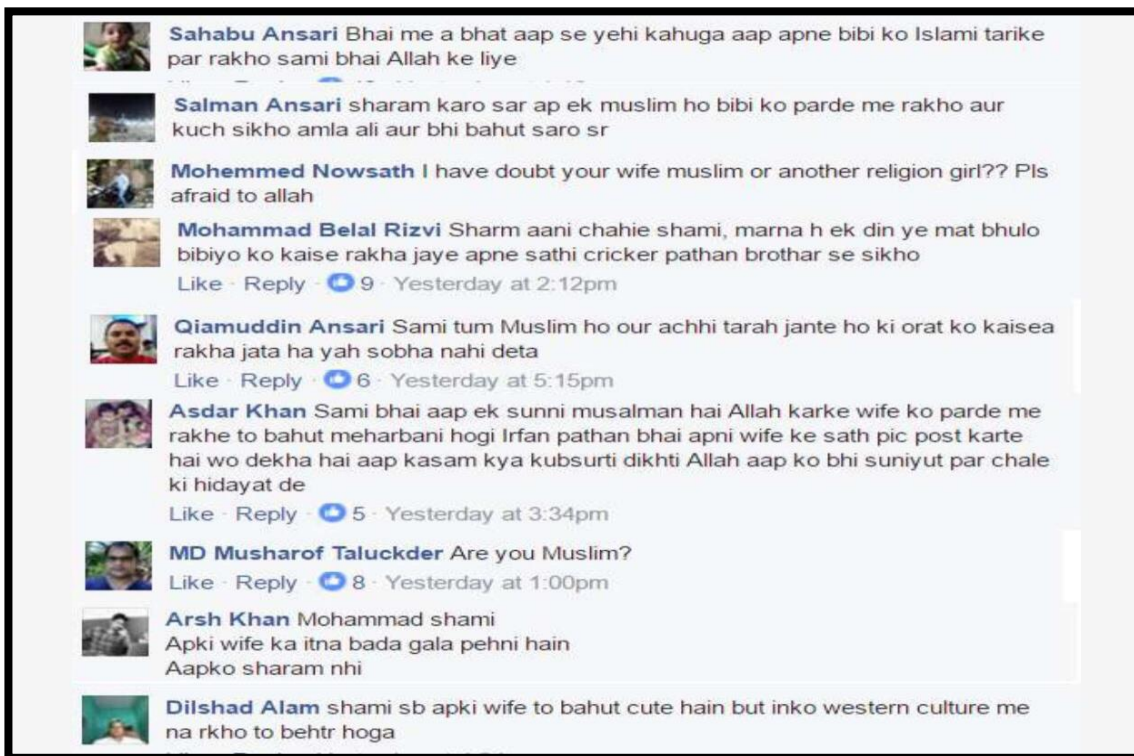 Sahabu Ansari Bhai me a bhat aap se yehi kahuga aap apne bibi ko Islami tarike
par rakho sami bhai Allah ke liye
Salman Ansari sharam karo sar ap ek muslim ho bibi ko parde me rakho aur
kuch sikho amla ali aur bhi bahut saro sr
Mohemmed Nowsath I have doubt your wife muslim or another religion girl?? Pls
afraid to allah
Mohammad Belal Rizvi Sharm aani chahie shami, marna h ek din ye mat bhulo
bibiyo ko kaise rakha jaye apne sathi cricker pathan brothar se sikho
Like · Reply · 9 · Yesterday at 2:12pm
Qiamuddin Ansari Sami tum Muslim ho our achhi tarah jante ho ki orat ko kaisea
rakha jata ha yah sobha nahi deta
Like · Reply · 6 · Yesterday at 5:15pm
Asdar Khan Sami bhai aap ek sunni musalman hai Allah karke wife ko parde me
rakhe to bahut meharbani hogi Irfan pathan bhai apni wife ke sath pic post karte
hai wo dekha hai aap kasam kya kubsurti dikhti Allah aap ko bhi suniyut par chale
ki hidayat de
Like · Reply · 5 · Yesterday at 3:34pm
MD Musharof Taluckder Are you Muslim?
Like · Reply · 8 · Yesterday at 1:00pm
Arsh Khan Mohammad shami
Apki wife ka itna bada gala pehni hain
Aapko sharam nhi
Dilshad Alam shami sb apki wife to bahut cute hain but inko western culture me
na rkho to behtr hoga